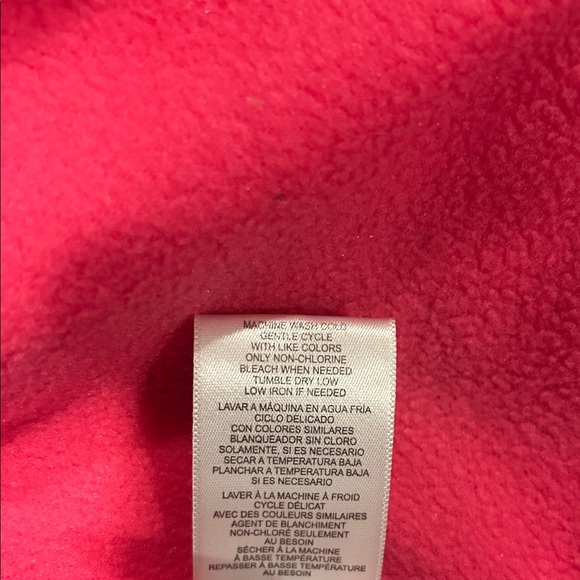 MACHINE WASH COLD
GENTLE CYCLE
WITH LIKE COLORS
ONLY NON-CHLORINE
BLEACH WHEN NEEDED
TUMBLE DRY LOW
LOW IRON IF NEEDED
LAVAR A MÁQUINA EN AGUA FRÍA
CICLO DELICADO
CON COLORES SIMILARES
BLANQUEADOR SIN CLORO
SOLAMENTE, SI ES NECESARIO
SECAR A TEMPERATURA BAJA
PLANCHAR A TEMPERATURA BAJA
SI ES NECESARIO
LAVER À LA MACHINE À FROID
CYCLE DÉLICAT
AVEC DES COULEURS SIMILAIRES
AGENT DE BLANCHIMENT
NON-CHLORÉ SEULEMENT
AU BESOIN
SÉCHER À LA MACHINE
À BASSE TEMPÉRATURE
REPASSER À BASSE TEMPÉRATURE
AU BESOIN